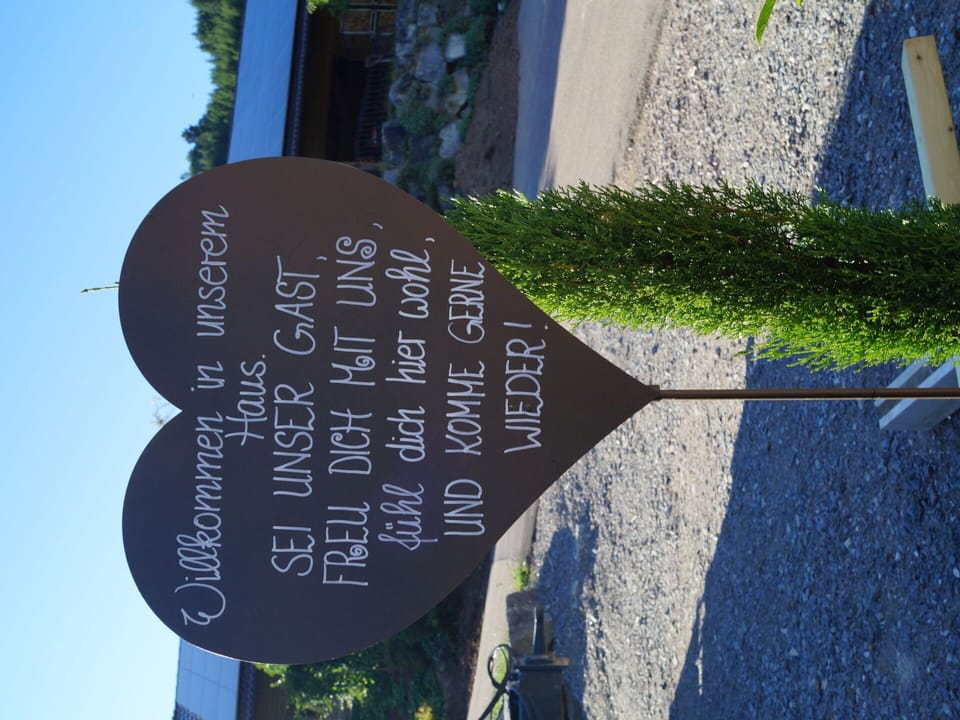 Willkommen in unserem
Haus.
SEI UNSER GAST,
FREU DICH MIT UNS,
fühl dich hier wohl,
UND KOMME GERNE
WIEDER!